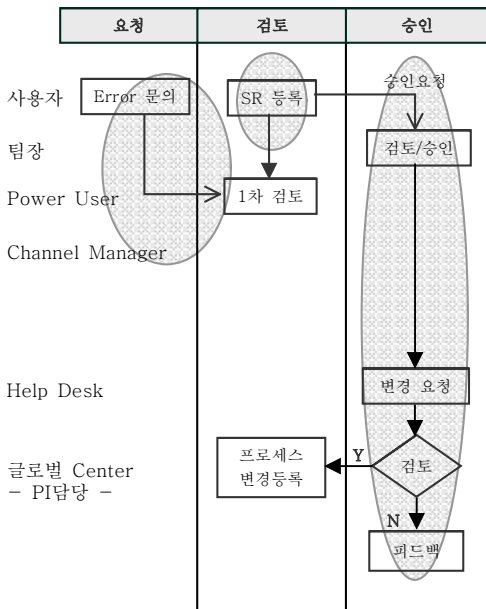 요청 검토 승인
승인요청
사용자 Error 문의 SR 등록
팀장 검토/승인
Power User 1차 검토
Channel Manager
Help Desk 변경 요청
프로세스
변경등록
Y
검토
글로벌 Center
- PI담당 -
N
피드백